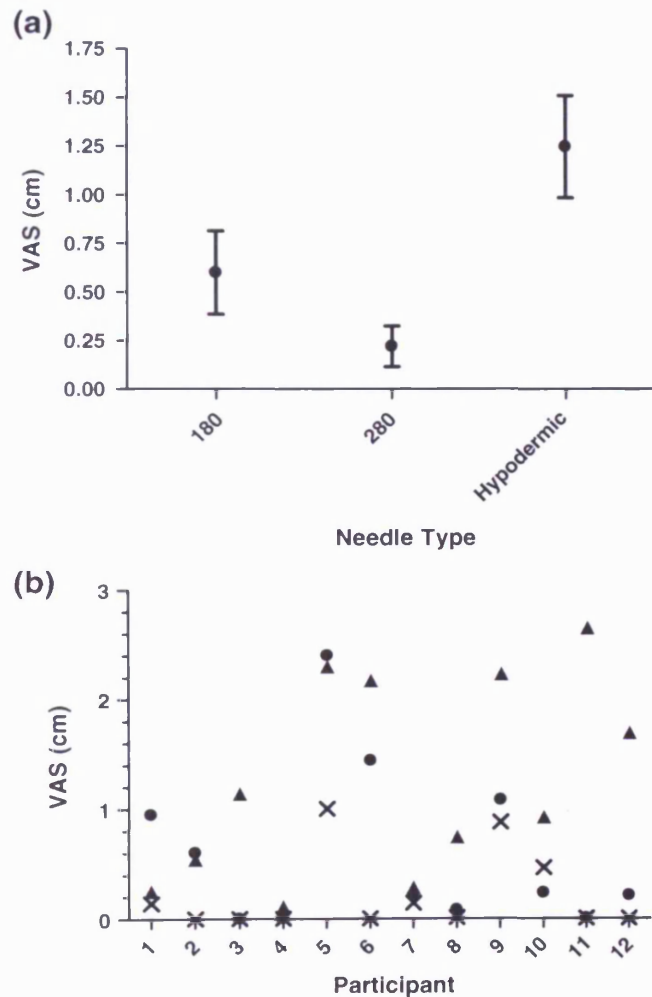 (a)
1.75
1.50
1.25
1.00
0.75
0.50
0.25
0.00
VAS (cm)
180
280
Hypodermic
Needle Type
(b)
3
2
1
0
VAS (cm)
1 2 3 4 5 6 7 8 9 10 11 12
Participant